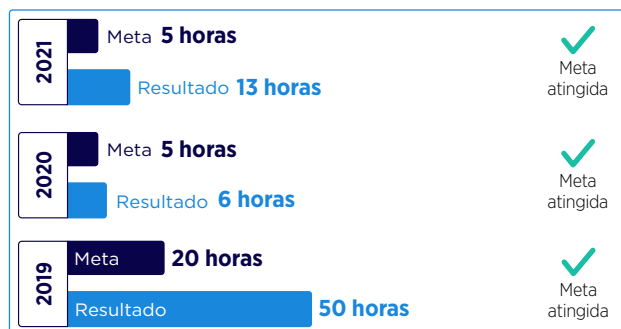 2021
Meta 5 horas
Resultado 13 horas
Meta
atingida
2020
Meta 5 horas
Resultado 6 horas
Meta
atingida
2019
Meta 20 horas
Resultado 50 horas
Meta
atingida